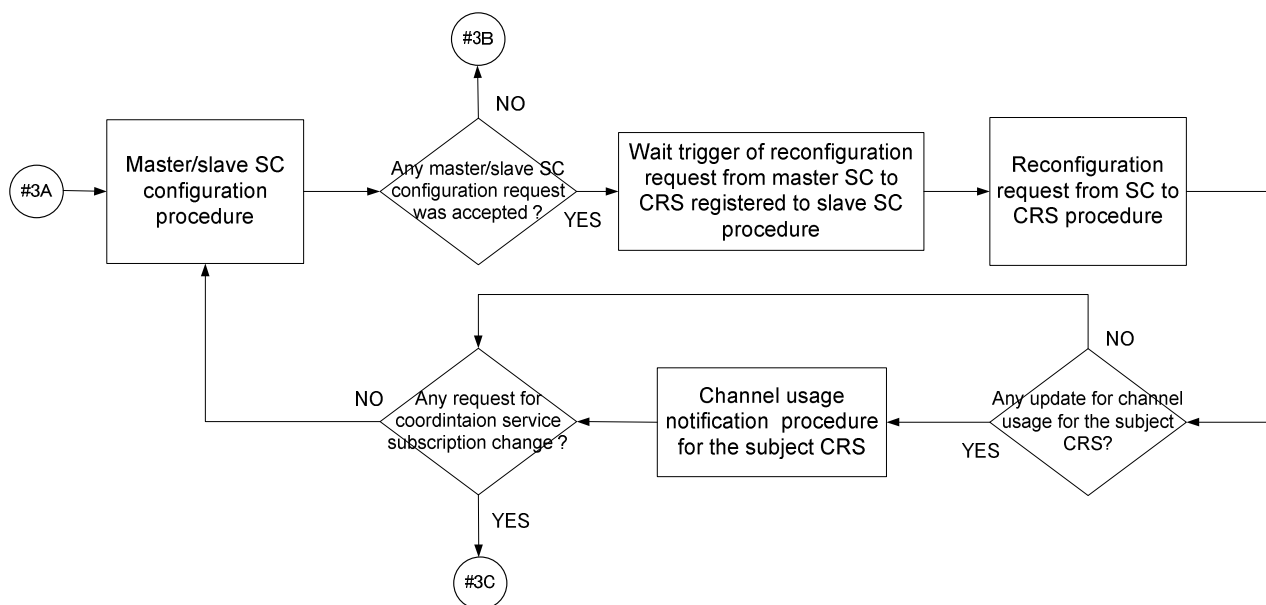 #3B
NO
#3A
Master/slave SC
configuration
procedure
Any master/slave SC
configuration request
was accepted ?
YES
Wait trigger of reconfiguration
request from master SC to
CRS registered to slave SC
procedure
Reconfiguration
request from SC to
CRS procedure
NO
Any request for
coordintaion service
subscription change ?
YES
#3C
Channel usage
notification procedure
for the subject CRS
YES
Any update for channel
usage for the subject
CRS?
NO